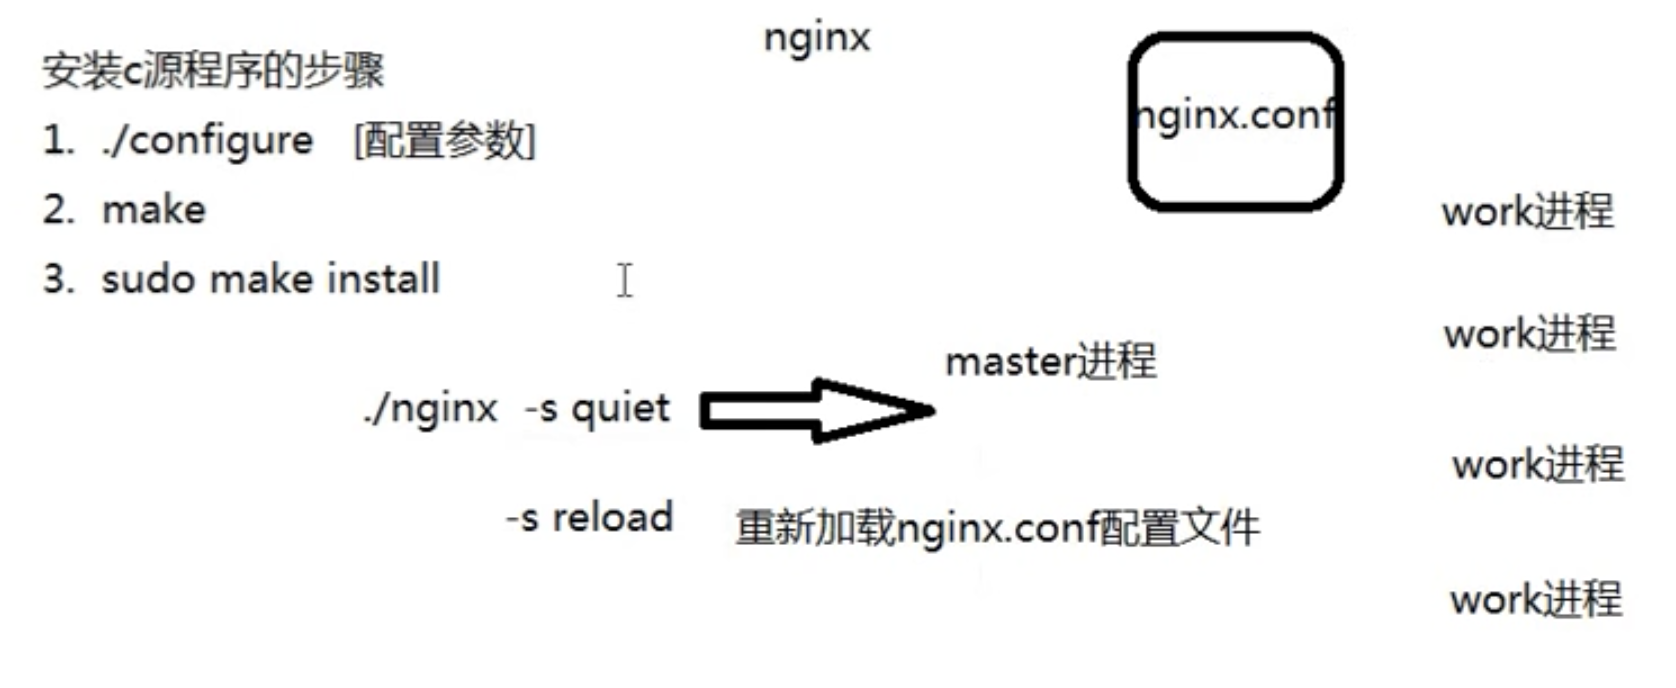 安装c源程序的步骤
1. ./configure [配置参数]
2. make
3. sudo make install
nginx
nginx.conf
./nginx -s quiet
master进程
-s reload 重新加载nginx.conf配置文件
work进程
work进程
work进程
work进程